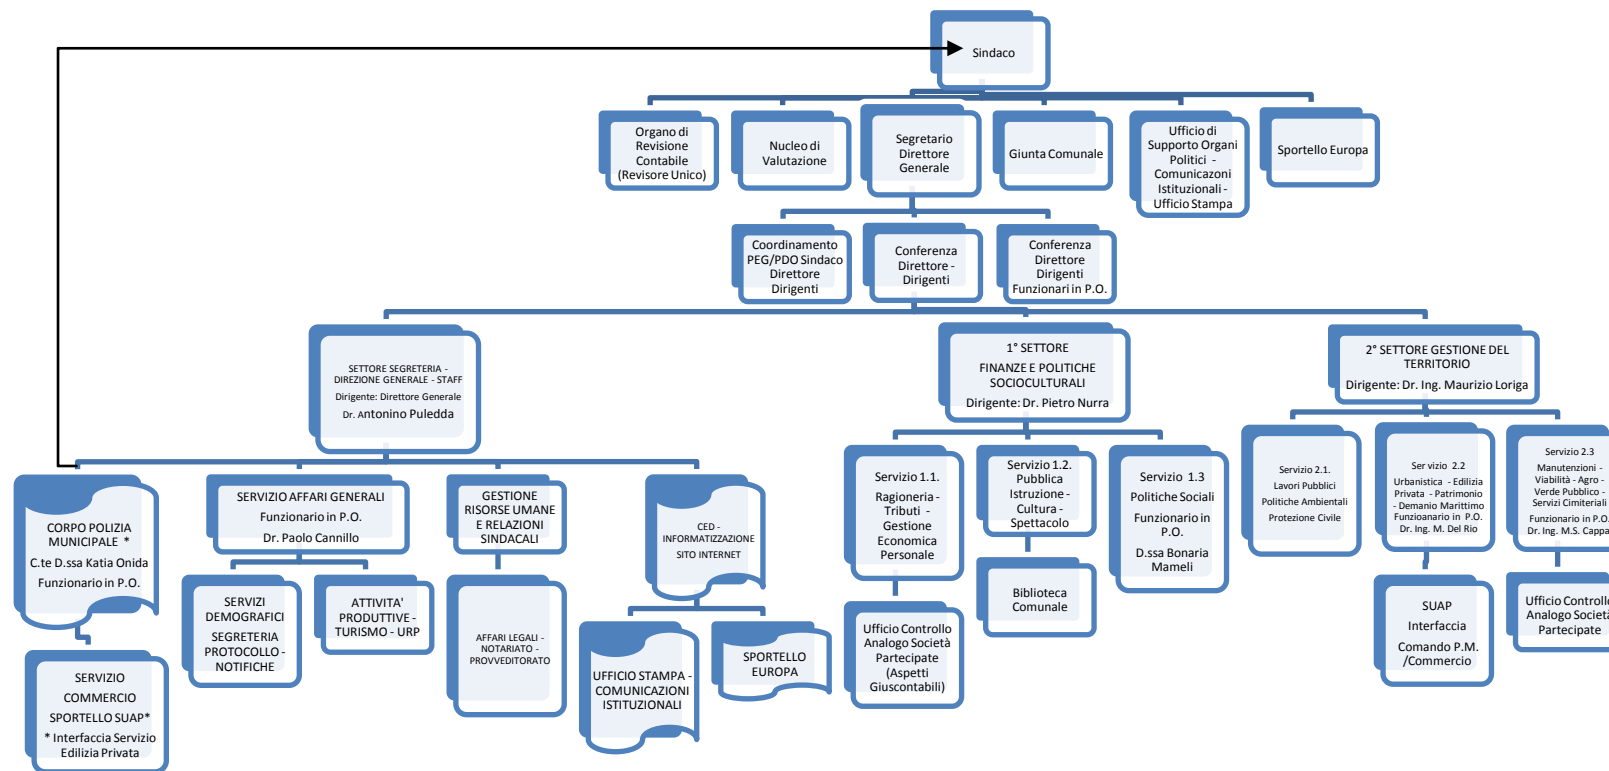 Sindaco
Organo di
Revisione
Contabile
(Revisore Unico)
Nucleo di
Valutazione
Segretario
Direttore
Generale
Giunta Comunale
Ufficio di
Supporto Organi
Politici -
Comunicazoni
Istituzionali -
Ufficio Stampa
Sportello Europa
Coordinamento
PEG/PDO Sindaco
Direttore
Dirigenti
Conferenza
Direttore -
Dirigenti
Conferenza
Direttore
Dirigenti
Funzionari in P.O.
SETTORE SEGRETERIA -
DIREZIONE GENERALE - STAFF
Dirigente: Direttore Generale
Dr. Antonino Puledda
1° SETTORE
FINANZE E POLITICHE
SOCIOCULTURALI
Dirigente: Dr. Pietro Nurra
2° SETTORE GESTIONE DEL
TERRITORIO
Dirigente: Dr. Ing. Maurizio Loriga
CORPO POLIZIA
MUNICIPALE *
C.te D.ssa Katia Onida
Funzionario in P.O.
SERVIZIO AFFARI GENERALI
Funzionario in P.O.
Dr. Paolo Cannillo
GESTIONE
RISORSE UMANE
E RELAZIONI
SINDACALI
CED -
INFORMATIZZAZIONE
SITO INTERNET
Servizio 1.1.
Ragioneria -
Tributi -
Gestione
Economica
Personale
Servizio 1.2.
Pubblica
Istruzione -
Cultura -
Spettacolo
Servizio 1.3
Politiche Sociali
Funzionario in
P.O.
D.ssa Bonaria
Mameli
Servizio 2.1.
Lavori Pubblici
Politiche Ambientali
Protezione Civile
Ser vizio 2.2
Urbanistica - Edilizia
Privata - Patrimonio
- Demanio Marittimo
Funzioanario in P.O.
Dr. Ing. M. Del Rio
Servizio 2.3
Manutenzioni -
Viabilità - Agro -
Verde Pubblico -
Servizi Cimiteriali
Funzionario in P.O.
Dr. Ing. M.S. Cappa
SERVIZIO
COMMERCIO
SPORTELLO SUAP*
* Interfaccia Servizio
Edilizia Privata
SERVIZI
DEMOGRAFICI
SEGRETERIA
PROTOCOLLO -
NOTIFICHE
ATTIVITA'
PRODUTTIVE -
TURISMO - URP
AFFARI LEGALI -
NOTARIATO -
PROVVEDITORATO
UFFICIO STAMPA -
COMUNICAZIONI
ISTITUZIONALI
SPORTELLO
EUROPA
Ufficio Controllo
Analogo Società
Partecipate
(Aspetti
Giuscontabili)
Biblioteca
Comunale
SUAP
Interfaccia
Comando P.M.
/Commercio
Ufficio Controllo
Analogo Società
Partecipate